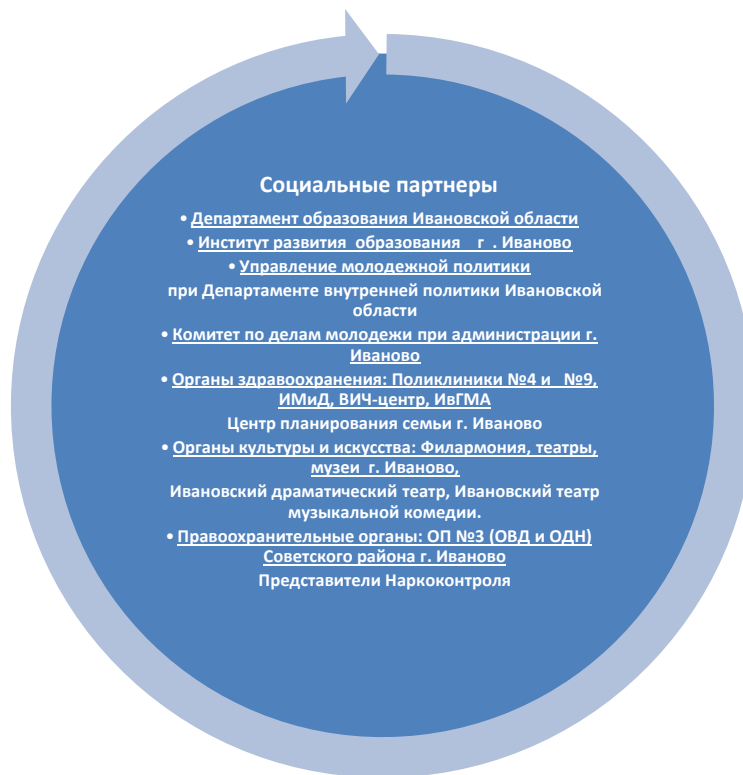 Социальные партнеры
• Департамент образования Ивановской области
• Институт развития образования г . Иваново
• Управление молодежной политики
при Департаменте внутренней политики Ивановской
области
• Комитет по делам молодежи при администрации г.
Иваново
• Органы здравоохранения: Поликлиники №4 и №9,
ИМиД, ВИЧ-центр, ИвГМА
Центр планирования семьи г. Иваново
• Органы культуры и искусства: Филармония, театры,
музеи г. Иваново,
Ивановский драматический театр, Ивановский театр
музыкальной комедии.
• Правоохранительные органы: ОП №3 (ОВД и ОДН)
Советского района г. Иваново
Представители Наркоконтроля